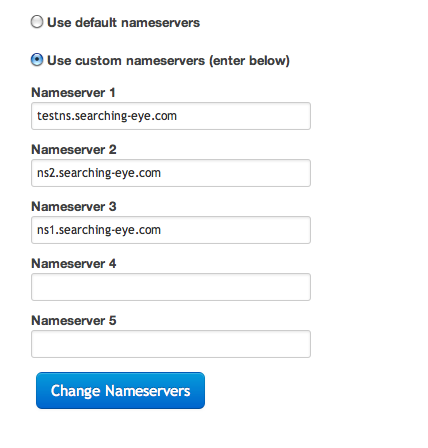 Use default nameservers
Use custom nameservers (enter below)
Nameserver 1
testns.searching-eye.com
Nameserver 2
ns2.searching-eye.com
Nameserver 3
ns1.searching-eye.com
Nameserver 4
Nameserver 5
Change Nameservers